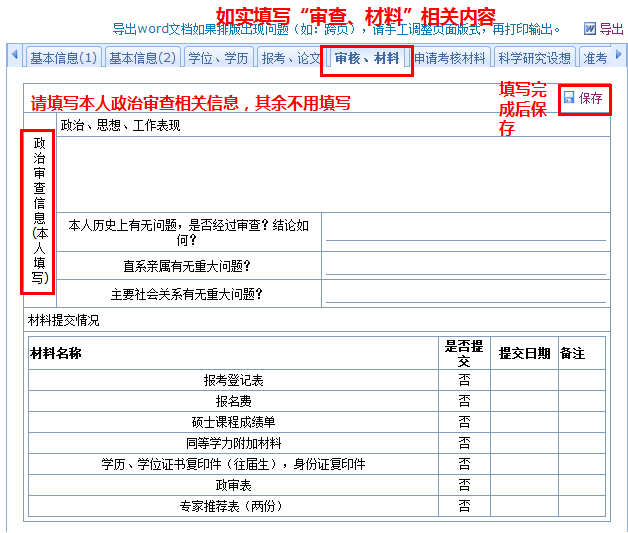 如实填写“审查、材料”相关内容
导出word文档如果排版出现问题（如：跨页），请手工调整页面版式，再打印输出。 导出
基本信息(1) 基本信息(2) 学位、学历 报考、论文 审核、材料 申请考核材料 科学研究设想 准考
请填写本人政治审查相关信息，其余不用填写
填写完
成后保
存
保存
政治审查信息(本人填写)
政治、思想、工作表现
本人历史上有无问题，是否经过审查？结论如
何？
直系亲属有无重大问题？
主要社会关系有无重大问题？
材料提交情况
材料名称 是否提
交 提交日期 备注
报考登记表 否
报名费 否
硕士课程成绩单 否
同等学力附加材料 否
学历、学位证书复印件（往届生），身份证复印件 否
政审表 否
专家推荐表（两份） 否